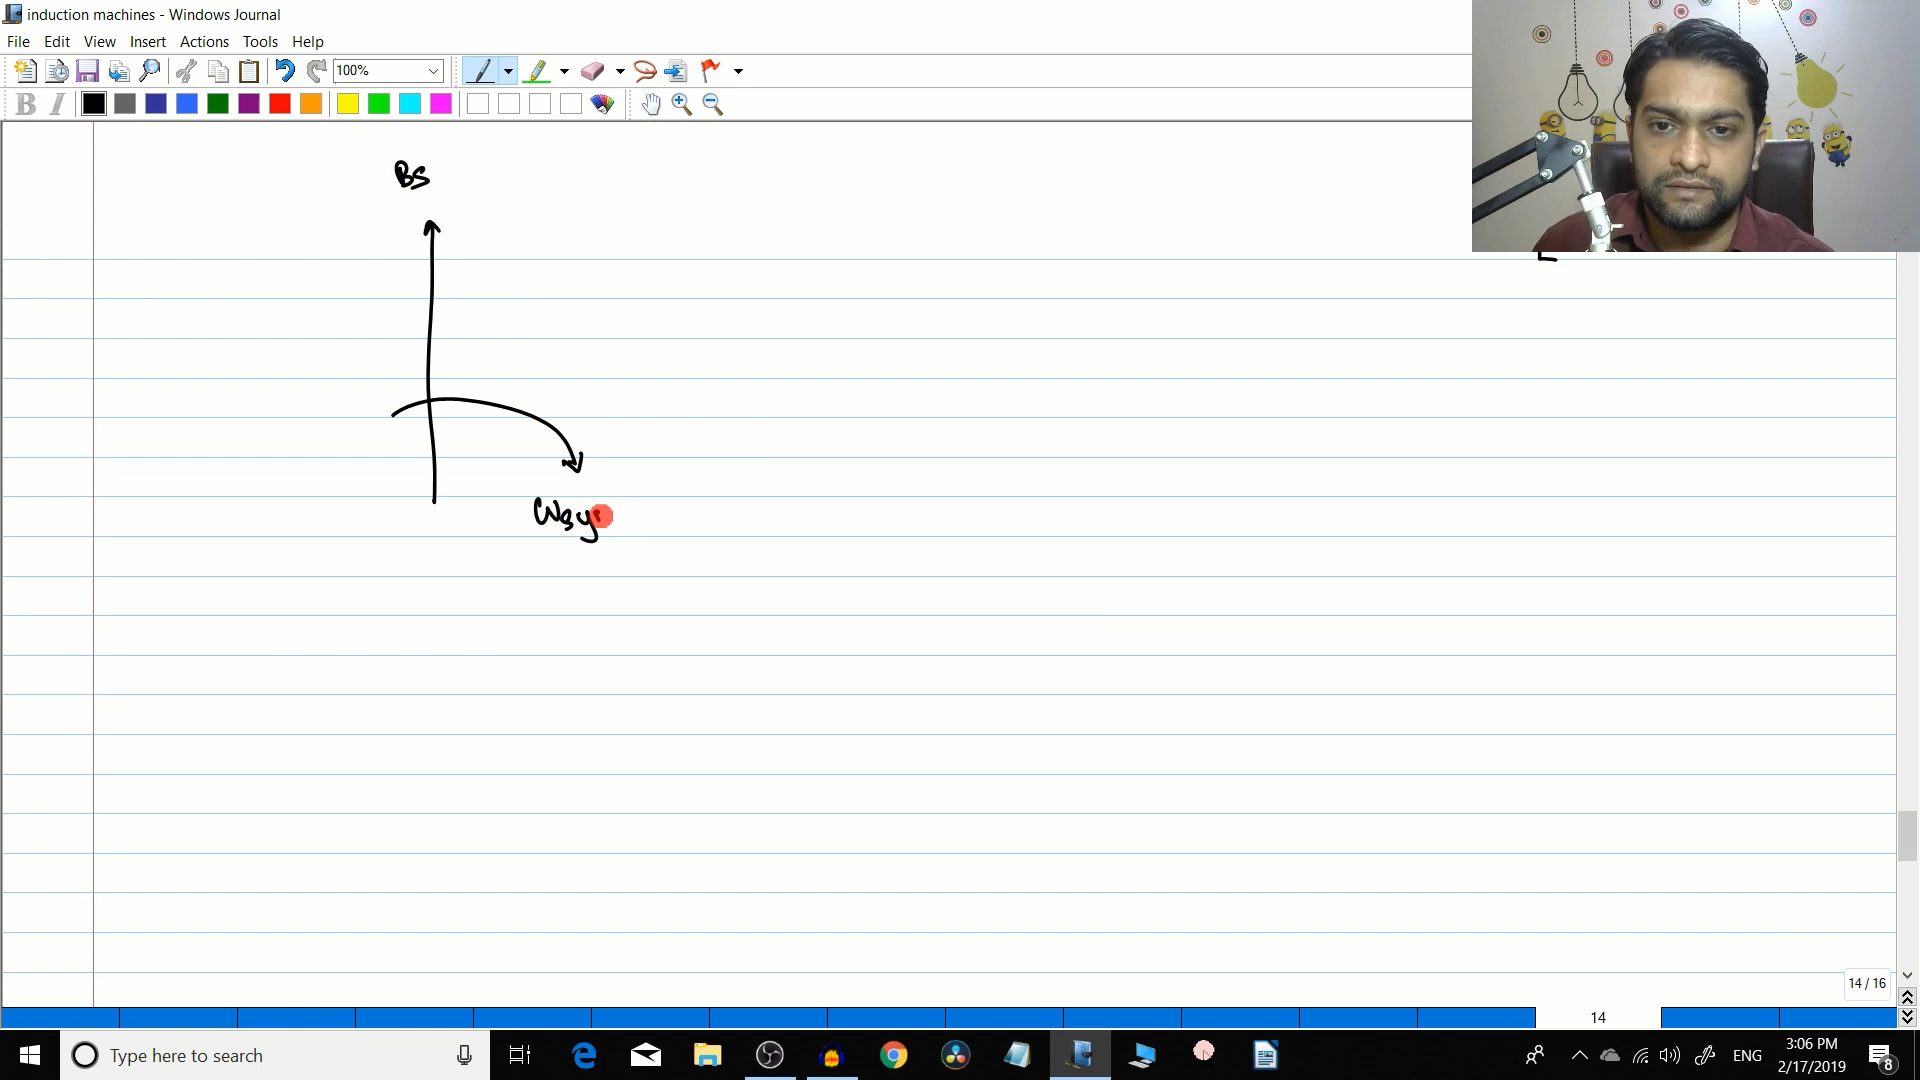 induction machines - Windows Journal
File Edit View Insert Actions Tools Help
100%
B I
BS
Wsy
14 / 16
14
Type here to search
ENG
3:06 PM
2/17/2019
8